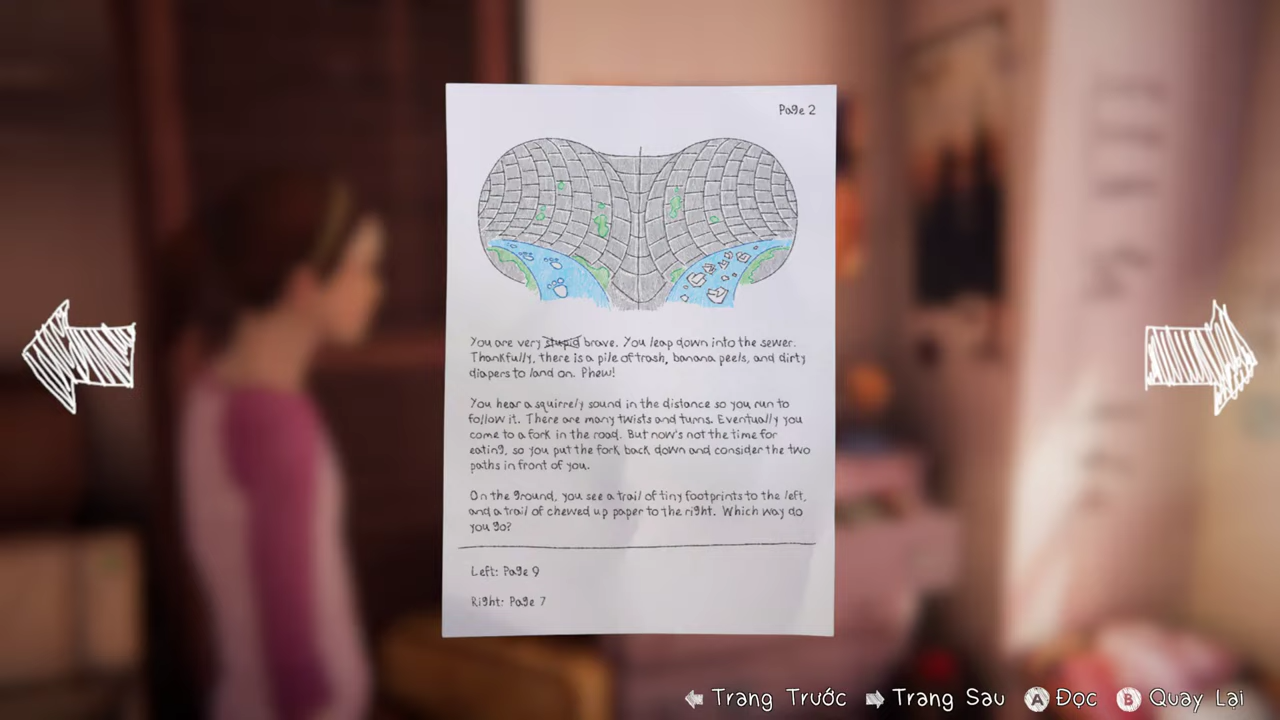 Page 2
You are very stupid brave. You leap down into the sewer.
Thankfully, there is a pile of trash, banana peels, and dirty
diapers to land on. Phew!
You hear a squirrely sound in the distance so you run to
follow it. There are many twists and turns. Eventually you
come to a fork in the road. But now's not the time for
eating, so you put the fork back down and consider the two
paths in front of you.
On the ground, you see a trail of tiny footprints to the left,
and a trail of chewed up paper to the right. Which way do
you go?
Left: Page 9
Right: Page 7
Trang Trước Trang Sau A Đọc B Quay Lại